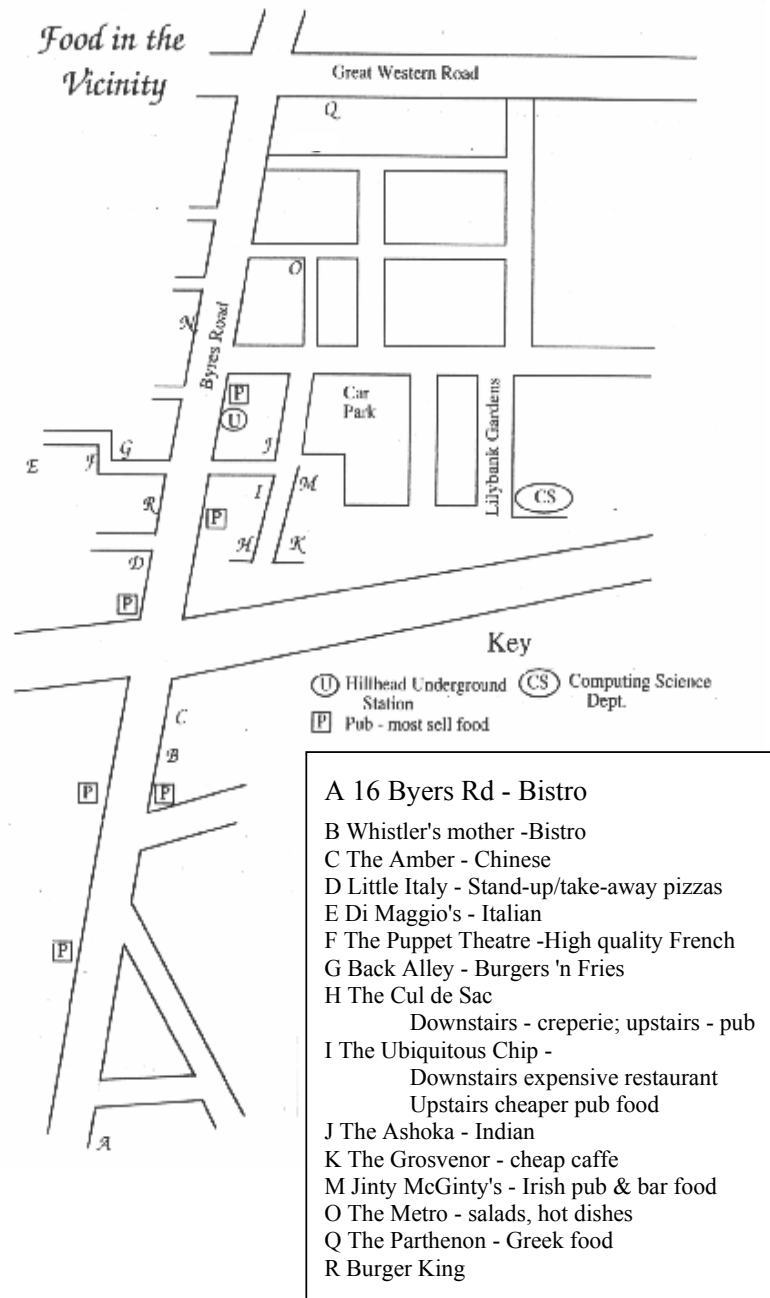 Food in the
Vicinity
Great Western Road
Q
O
N
Byres Road
P
U
Car
Park
Lilybank Gardens
J
G
E
F
M
I
R
CS
P
H
K
D
P
Key
U Hillhead Underground
Station
CS Computing Science
Dept.
P Pub - most sell food
C
B
P
P
P
A
A 16 Byers Rd - Bistro
B Whistler's mother -Bistro
C The Amber - Chinese
D Little Italy - Stand-up/take-away pizzas
E Di Maggio's - Italian
F The Puppet Theatre -High quality French
G Back Alley - Burgers 'n Fries
H The Cul de Sac
Downstairs - creperie; upstairs - pub
I The Ubiquitous Chip -
Downstairs expensive restaurant
Upstairs cheaper pub food
J The Ashoka - Indian
K The Grosvenor - cheap caffe
M Jinty McGinty's - Irish pub & bar food
O The Metro - salads, hot dishes
Q The Parthenon - Greek food
R Burger King